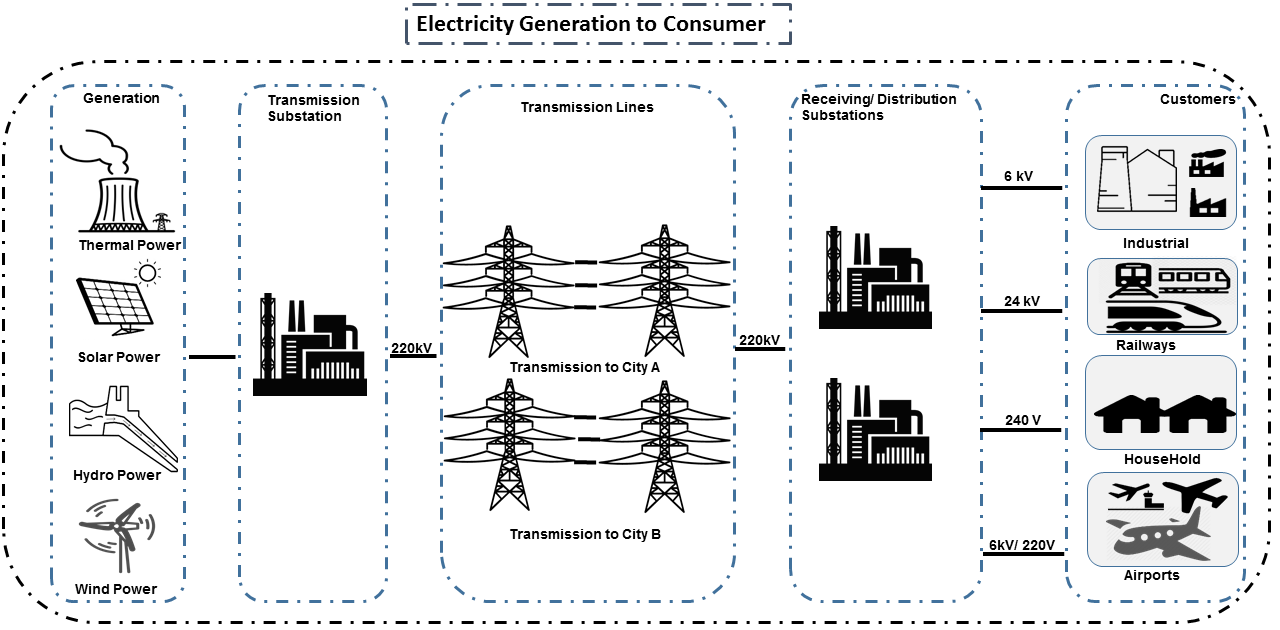 Electricity Generation to Consumer
Generation
Thermal Power
Solar Power
Hydro Power
Wind Power
Transmission
Substation
220kV
Transmission Lines
Transmission to City A
Transmission to City B
220kV
Receiving/ Distribution
Substations
6 kV
24 kV
240 V
6kV/ 220V
Customers
Industrial
Railways
HouseHold
Airports